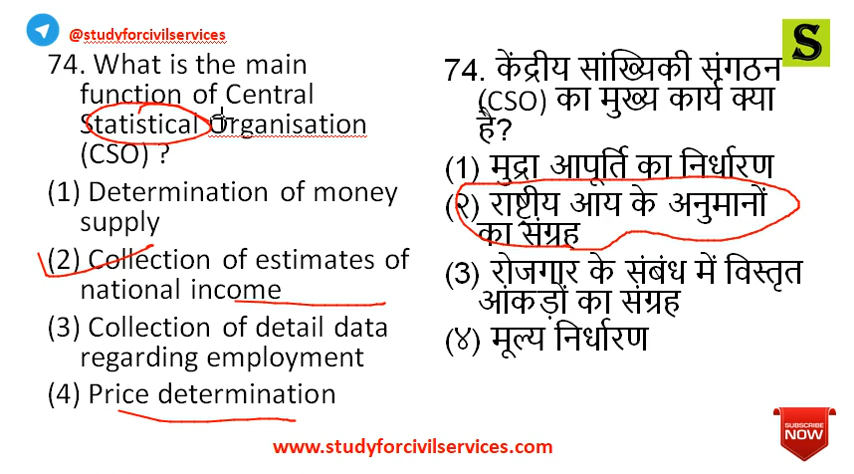 @studyforcivilservices
S
74. What is the main
function of Central
Statistical Organisation
(CSO) ?
(1) Determination of money
supply
(2) Collection of estimates of
national income
(3) Collection of detail data
regarding employment
(4) Price determination
74. केंद्रीय सांख्यिकी संगठन
(CSO) का मुख्य कार्य क्या
है?
(1) मुद्रा आपूर्ति का निर्धारण
(२) राष्ट्रीय आय के अनुमानों
का संग्रह
(3) रोजगार के संबंध में विस्तृत
आंकड़ों का संग्रह
(४) मूल्य निर्धारण
SUBSCRIBE
NOW
www.studyforcivilservices.com